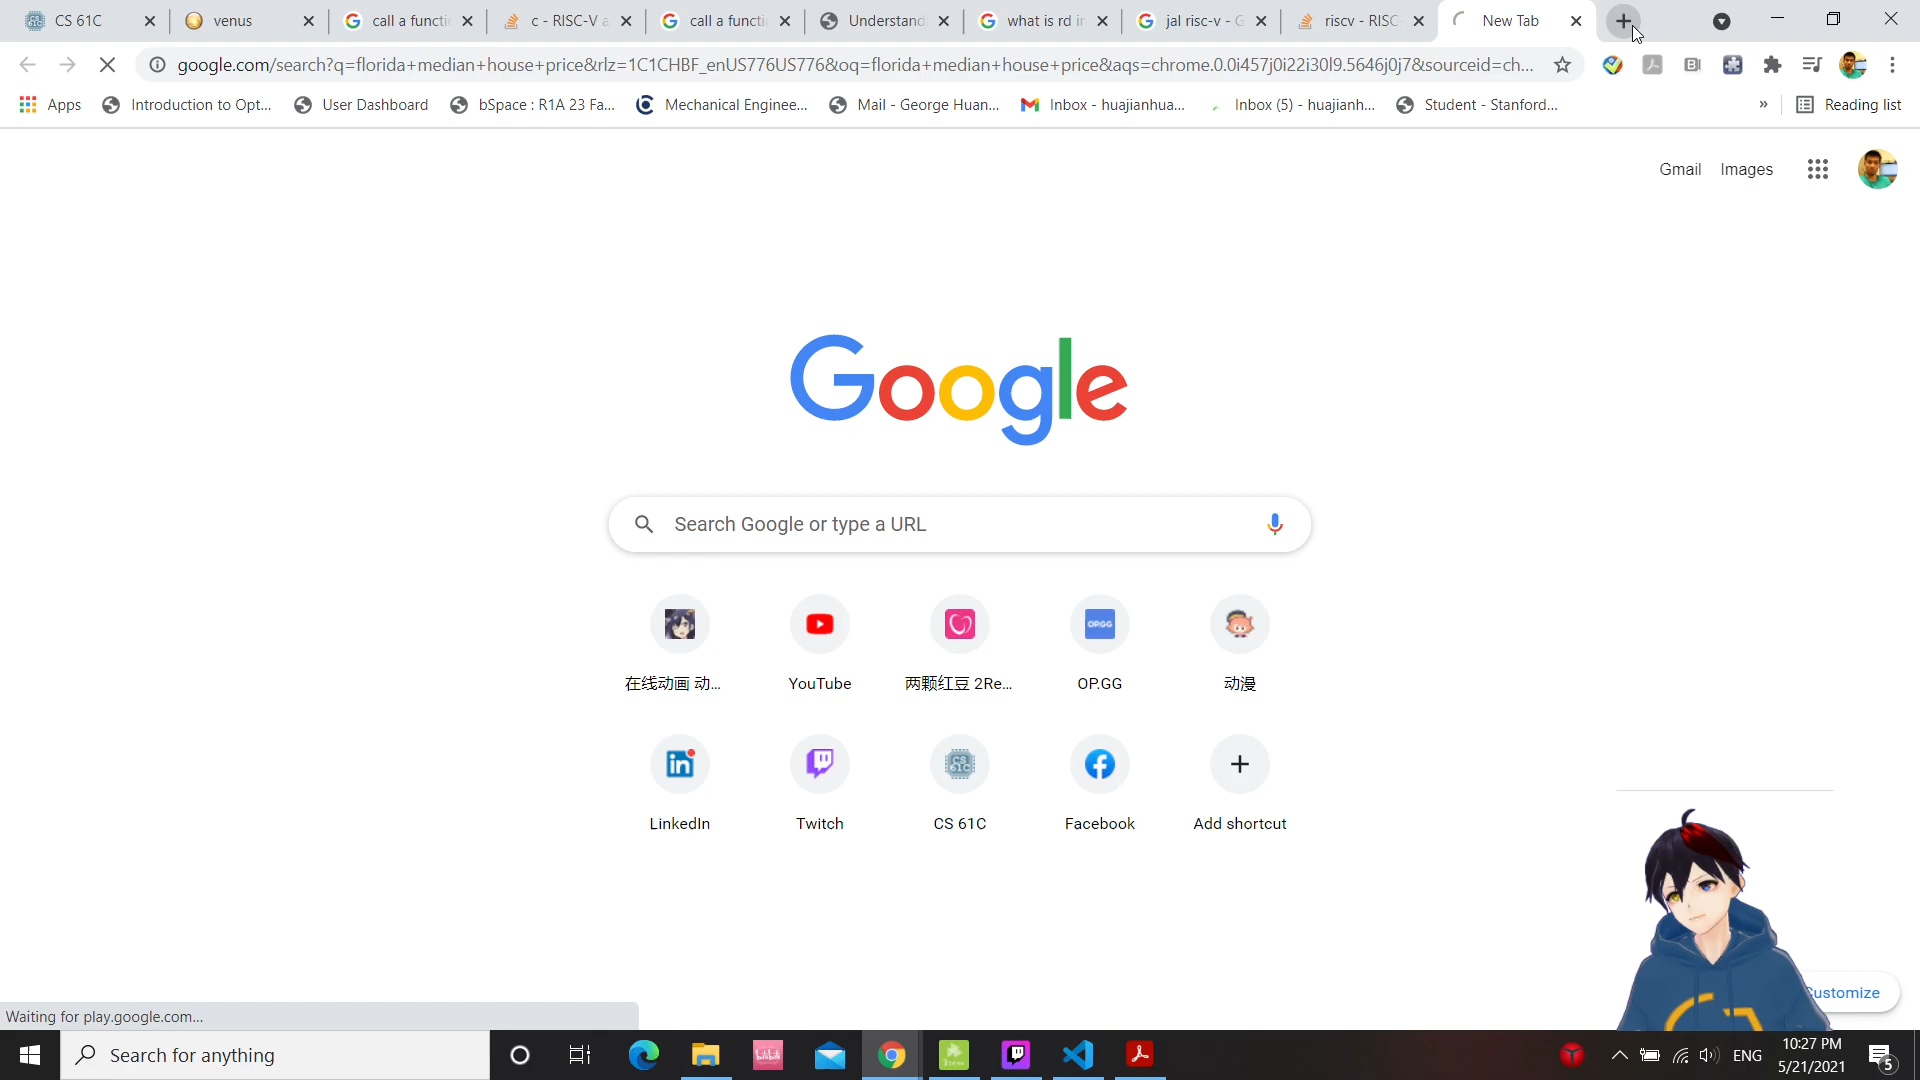 CS 61C
venus
call a functi
c - RISC-V a
call a functi
Understand
what is rd in
jal risc-v - G
riscv - RISC-
New Tab
google.com/search?q=florida+median+house+price&rlz=1C1CHBF_enUS776US776&oq=florida+median+house+price&aqs=chrome.0.0i457j0i22i30l9.5646j0j7&sourceid=ch...
Apps
Introduction to Opt...
User Dashboard
bSpace : R1A 23 Fa...
Mechanical Enginee...
Mail - George Huan...
Inbox - huajianhua...
Inbox (5) - huajianh...
Student - Stanford...
»
Reading list
Gmail
Images
Google
Search Google or type a URL
在线动画 动...
YouTube
两颗红豆 2Re...
OP.GG
动漫
LinkedIn
Twitch
CS 61C
Facebook
Add shortcut
Customize
Waiting for play.google.com...
Search for anything
ENG
10:27 PM
5/21/2021
5